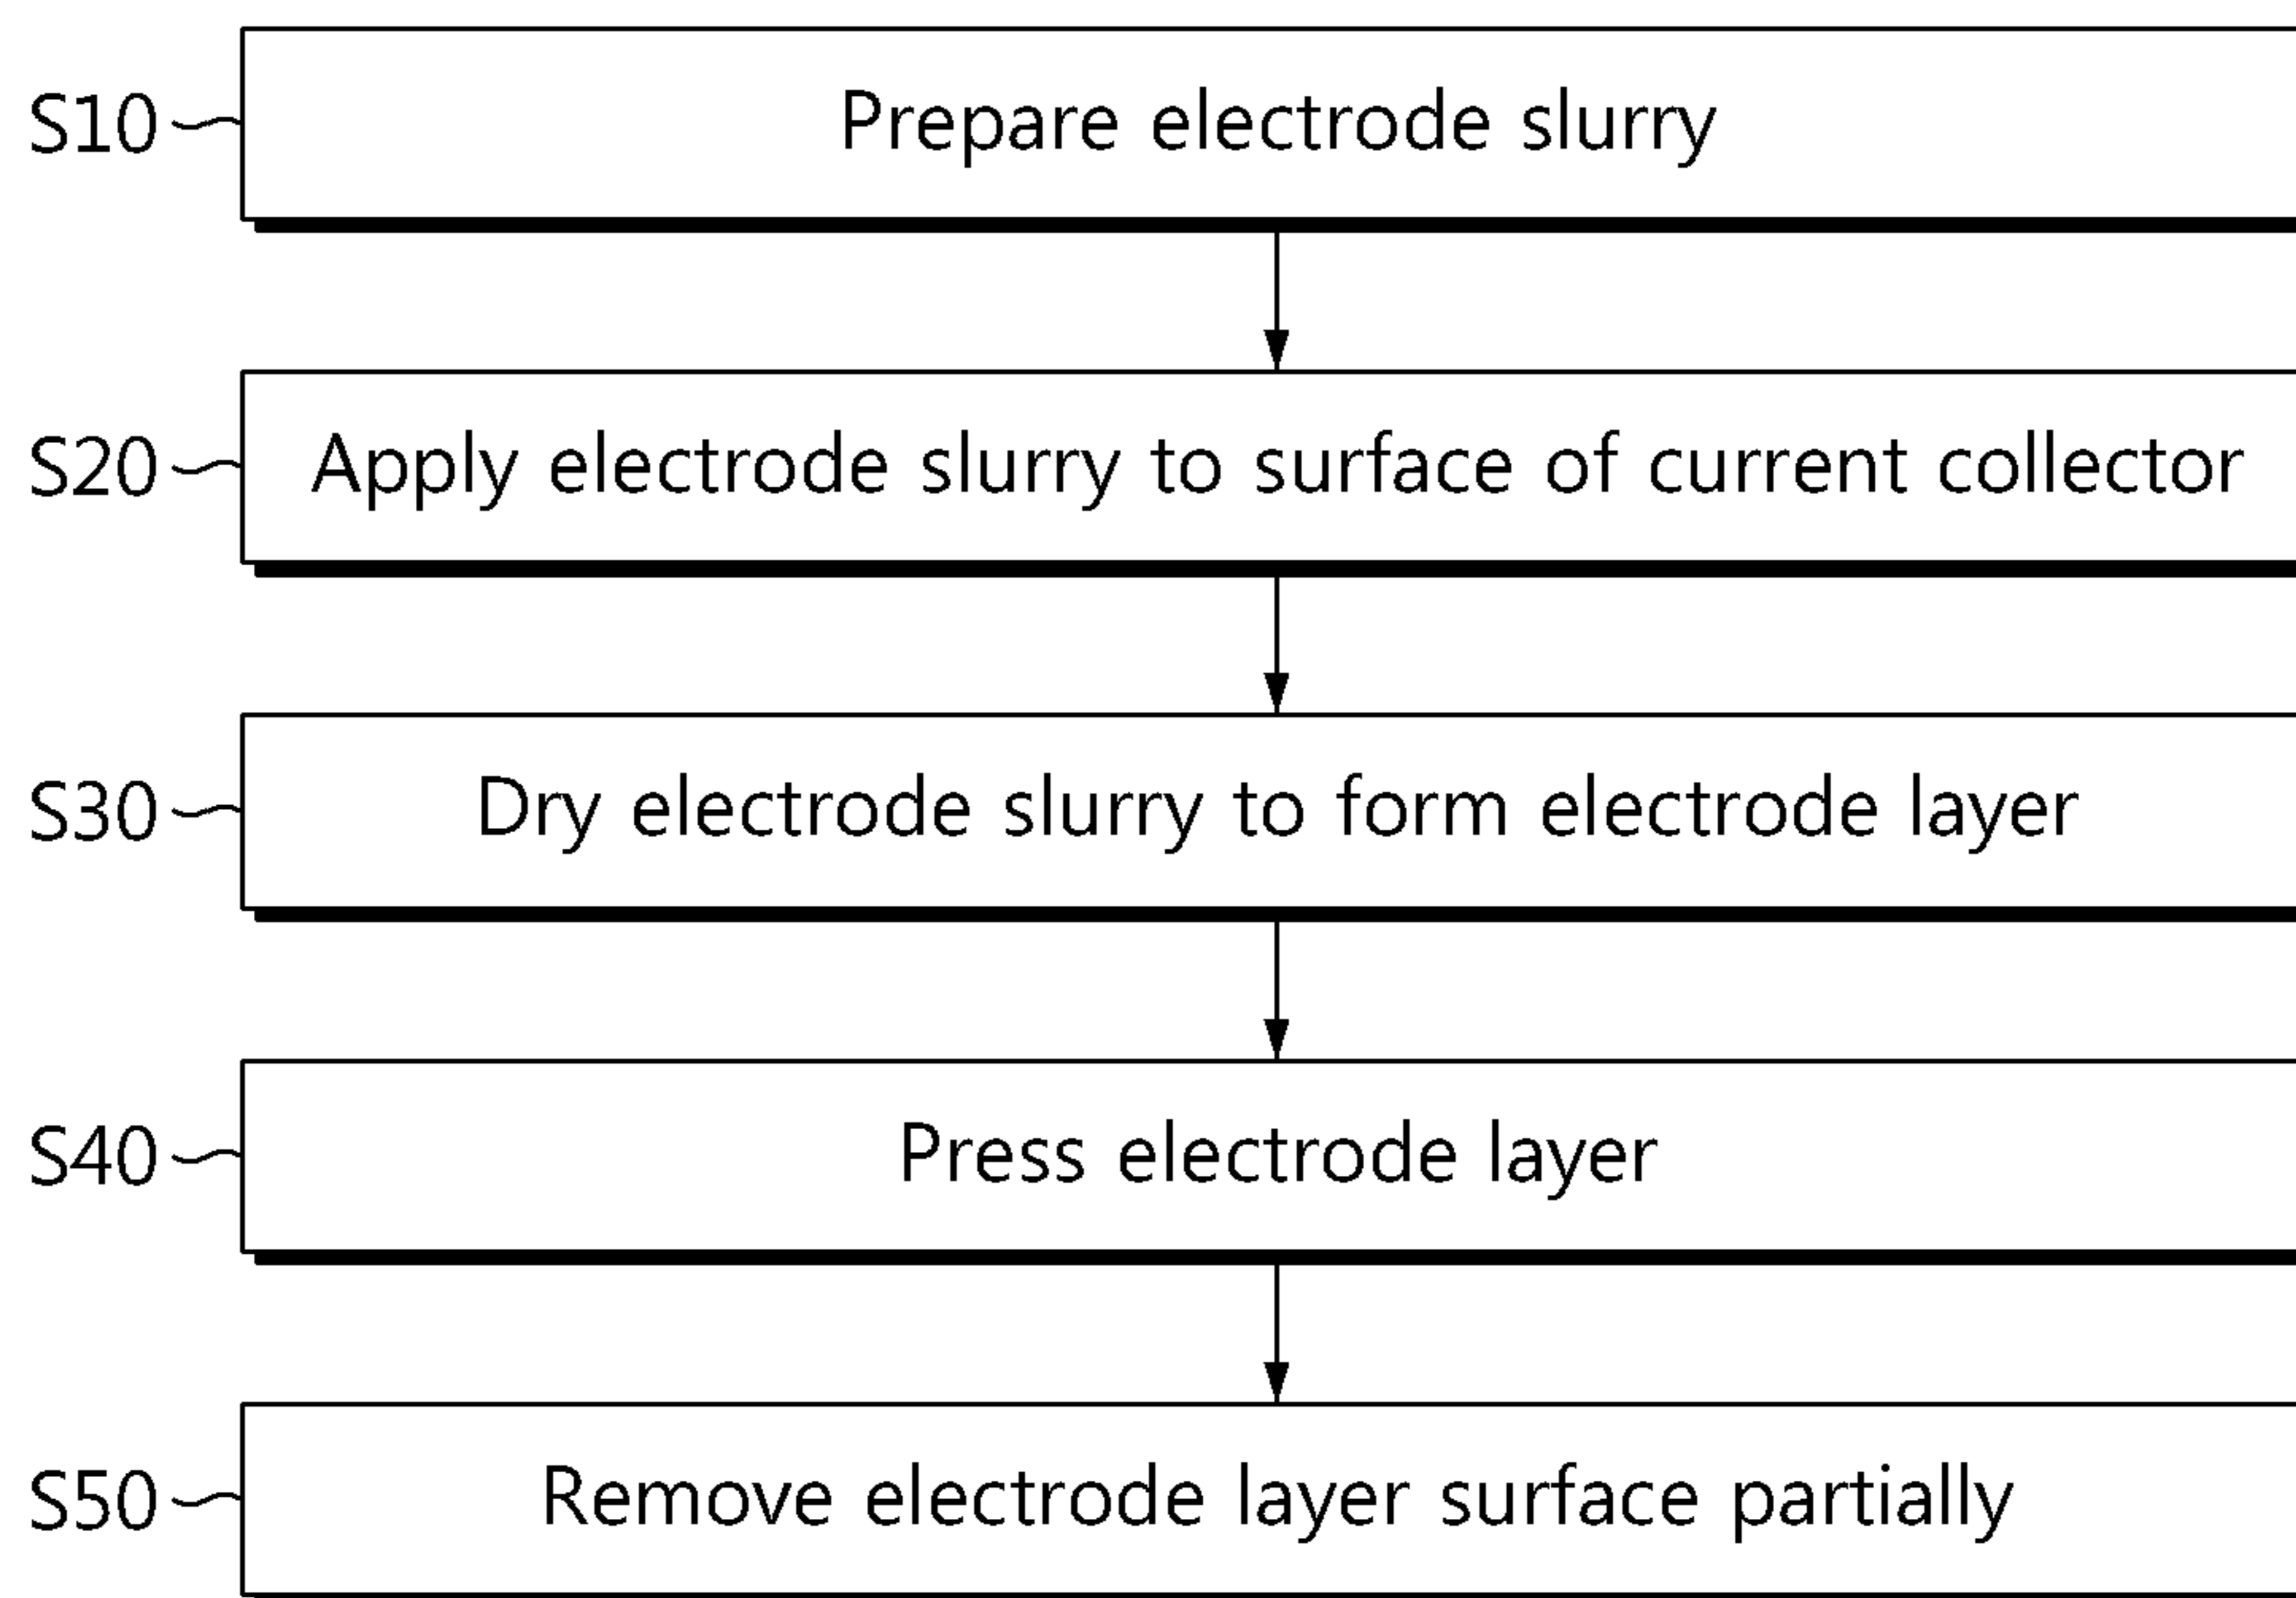 S10 Prepare electrode slurry
S20 Apply electrode slurry to surface of current collector
S30 Dry electrode slurry to form electrode layer
S40 Press electrode layer
S50 Remove electrode layer surface partially